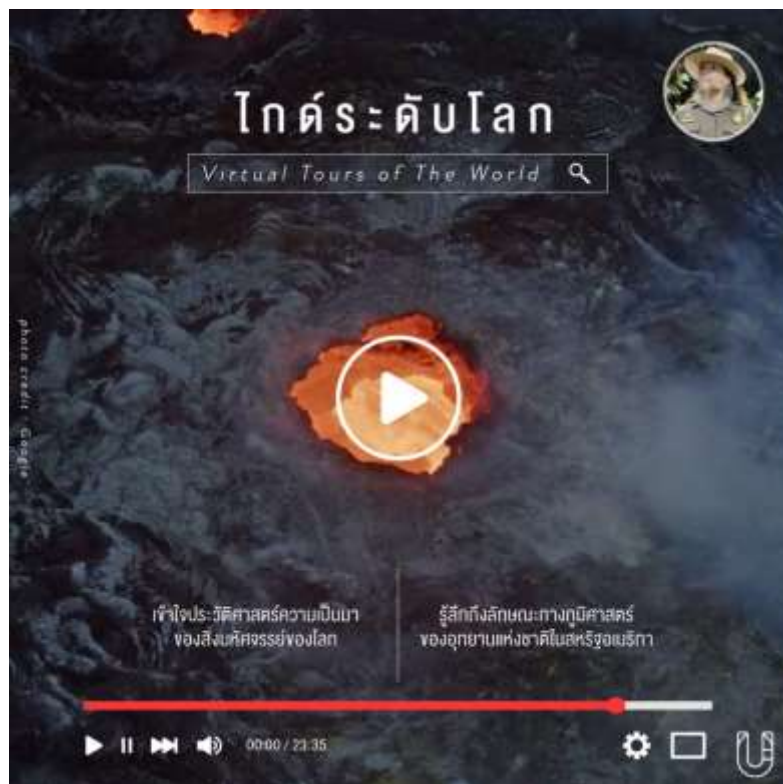 ไกด์ระดับโลก
Virtual Tours of The World
photo credit Google
เข้าใจประวัติศาสตร์ความเป็นมา
ของสิ่งมหัศจรรย์ของโลก
รู้สึกถึงลักษณะทางภูมิศาสตร์
ของอุทยานแห่งชาติในสหรัฐอเมริกา
00:00 / 23:35